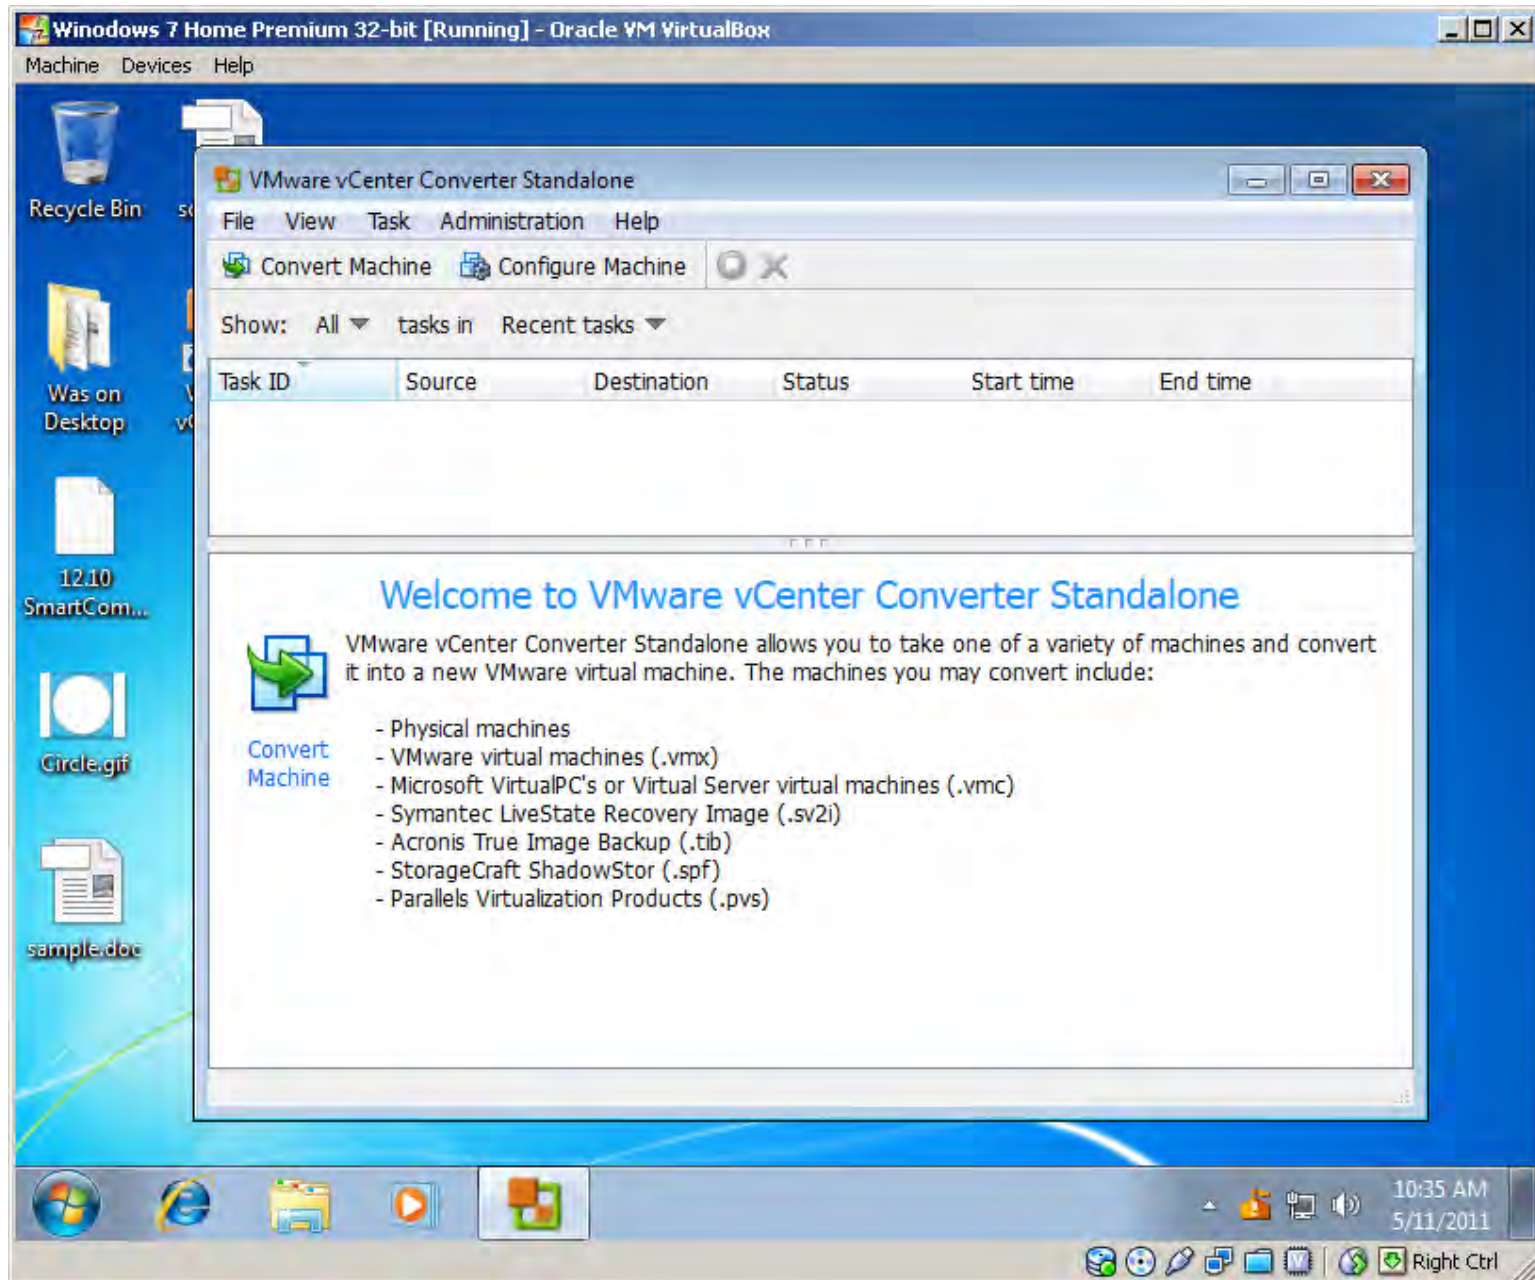 Winodows 7 Home Premium 32-bit [Running] - Oracle VM VirtualBox
Machine Devices Help
Recycle Bin
VMware vCenter Converter Standalone
File View Task Administration Help
Convert Machine Configure Machine
Show: All tasks in Recent tasks
Task ID Source Destination Status Start time End time
Was on
Desktop
12.10
SmartCom...
Circle.gif
sample.doc
Welcome to VMware vCenter Converter Standalone
VMware vCenter Converter Standalone allows you to take one of a variety of machines and convert
it into a new VMware virtual machine. The machines you may convert include:
Convert
Machine
- Physical machines
- VMware virtual machines (.vmx)
- Microsoft VirtualPC's or Virtual Server virtual machines (.vmc)
- Symantec LiveState Recovery Image (.sv2i)
- Acronis True Image Backup (.tib)
- StorageCraft ShadowStor (.spf)
- Parallels Virtualization Products (.pvs)
10:35 AM
5/11/2011
Right Ctrl